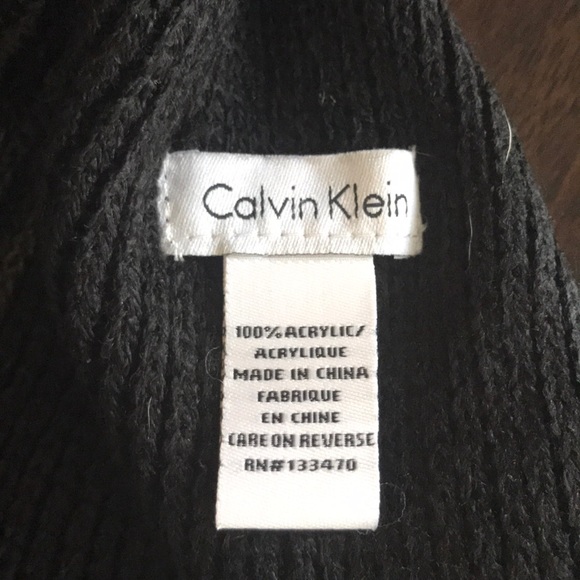 Calvin Klein
100% ACRYLIC/
ACRYLIQUE
MADE IN CHINA
FABRIQUE
EN CHINE
CARE ON REVERSE
RN#133470